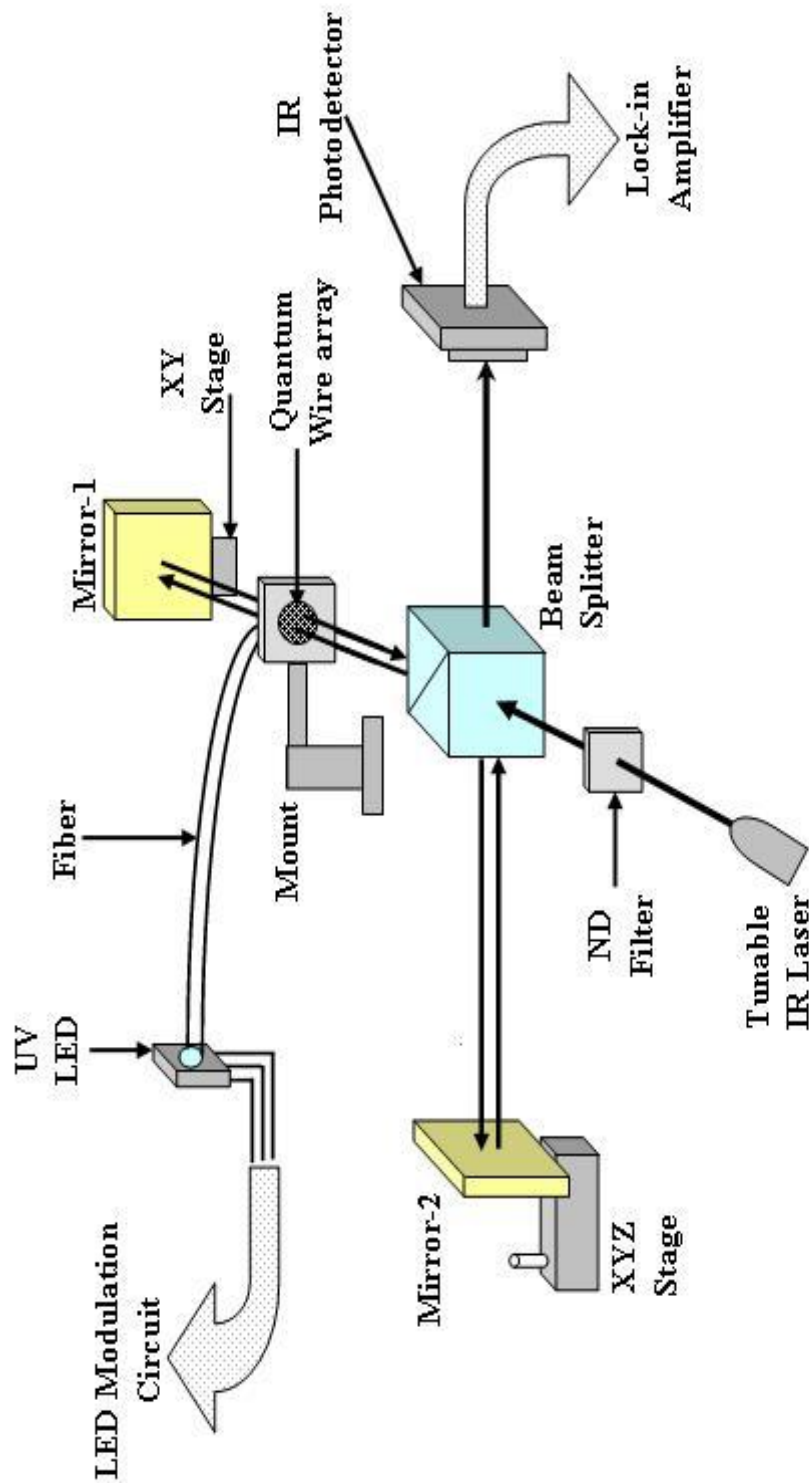 LED Modulation
Circuit
UV
LED
Fiber
Mirror-1
XY
Stage
Mount
Quantum
Wire array
IR
Photodetector
Mirror-2
XYZ
Stage
Beam
Splitter
Lock-in
Amplifier
ND
Filter
Tunable
IR Laser